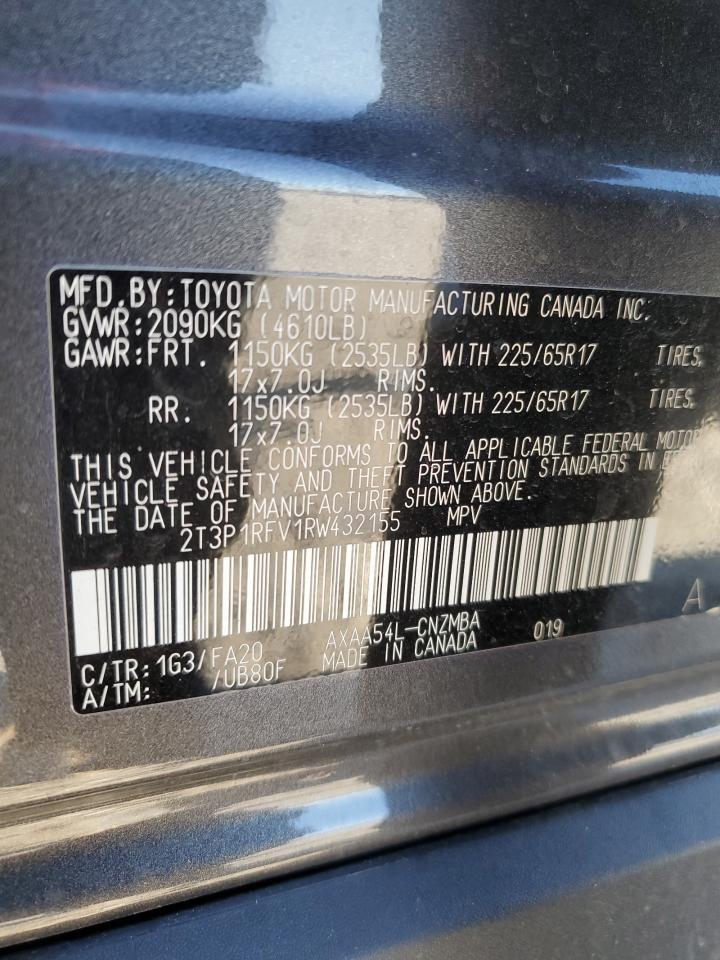 MFD.BY:TOYOTA MOTOR MANUFACTURING CANADA INC.
GVWR:2090KG (4610LB)
GAWR:FRT. 1150KG (2535LB) WITH 225/65R17 TIRES,
17x7.0J RIMS.
RR. 1150KG (2535LB) WITH 225/65R17 TIRES,
17x7.0J RIMS.
THIS VEHICLE CONFORMS TO ALL APPLICABLE FEDERAL MOTOR
VEHICLE SAFETY AND THEFT PREVENTION STANDARDS IN
THE DATE OF MANUFACTURE SHOWN ABOVE.
2T3P1RFV1RW432155 MPV
A
C/TR: 1G3/FA20 AXAA54L-CNZMBA 019
A/TM: /UB80F MADE IN CANADA